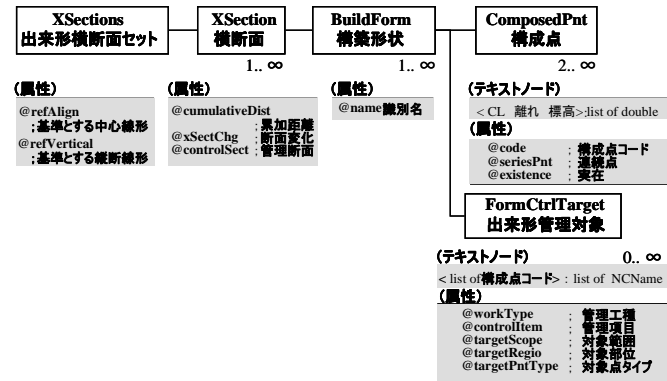 XSections
出来形横断面セット
XSection
横断面
BuildForm
構築形状
ComposedPnt
構成点
1.. ∞
1.. ∞
2.. ∞
(属性)
@refAlign
;基準とする中心線形
@refVertical
;基準とする縦断線形
(属性)
@cumulativeDist
; 累加距離
@xSectChg ; 断面変化
@controlSect ; 管理断面
(属性)
@name識別名
(テキストノード)
< CL 離れ 標高>;list of double
(属性)
@code ; 構成点コード
@seriesPnt ; 連続点
@existence ; 実在
FormCtrlTarget
出来形管理対象
(テキストノード) 0.. ∞
< list of構成点コード> : list of NCName
(属性)
@workType ; 管理工種
@controlItem ; 管理項目
@targetScope ; 対象範囲
@targetRegio ; 対象部位
@targetPntType ; 対象点タイプ